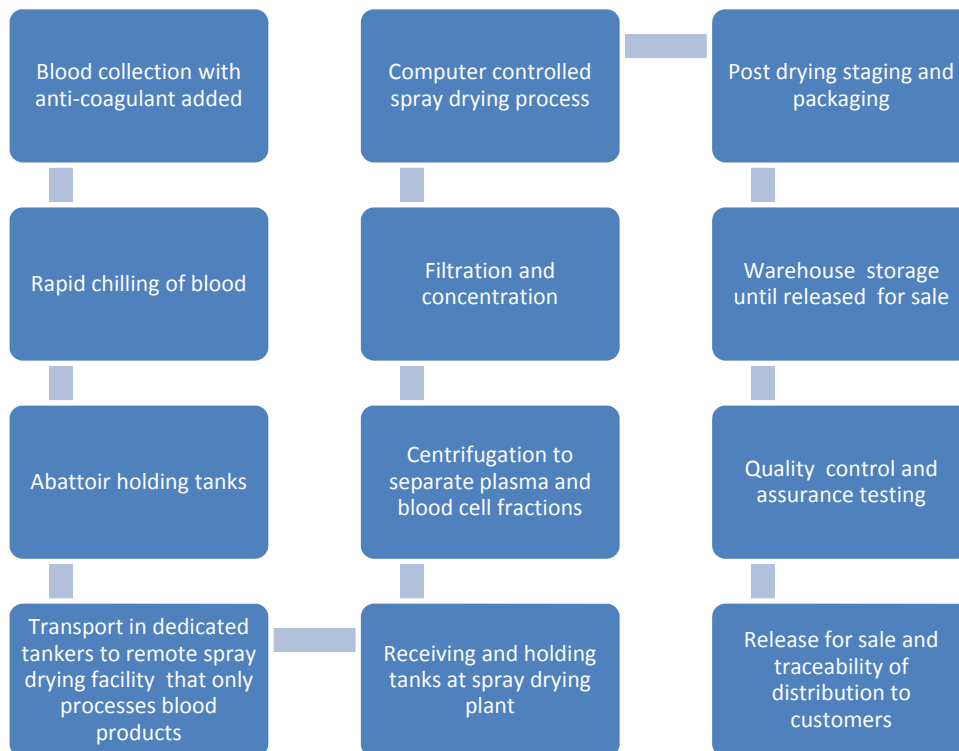 Blood collection with
anti-coagulant added
Rapid chilling of blood
Abattoir holding tanks
Transport in dedicated
tankers to remote spray
drying facility that only
processes blood
products
Receiving and holding
tanks at spray drying
plant
Centrifugation to
separate plasma and
blood cell fractions
Filtration and
concentration
Computer controlled
spray drying process
Post drying staging and
packaging
Warehouse storage
until released for sale
Quality control and
assurance testing
Release for sale and
traceability of
distribution to
customers